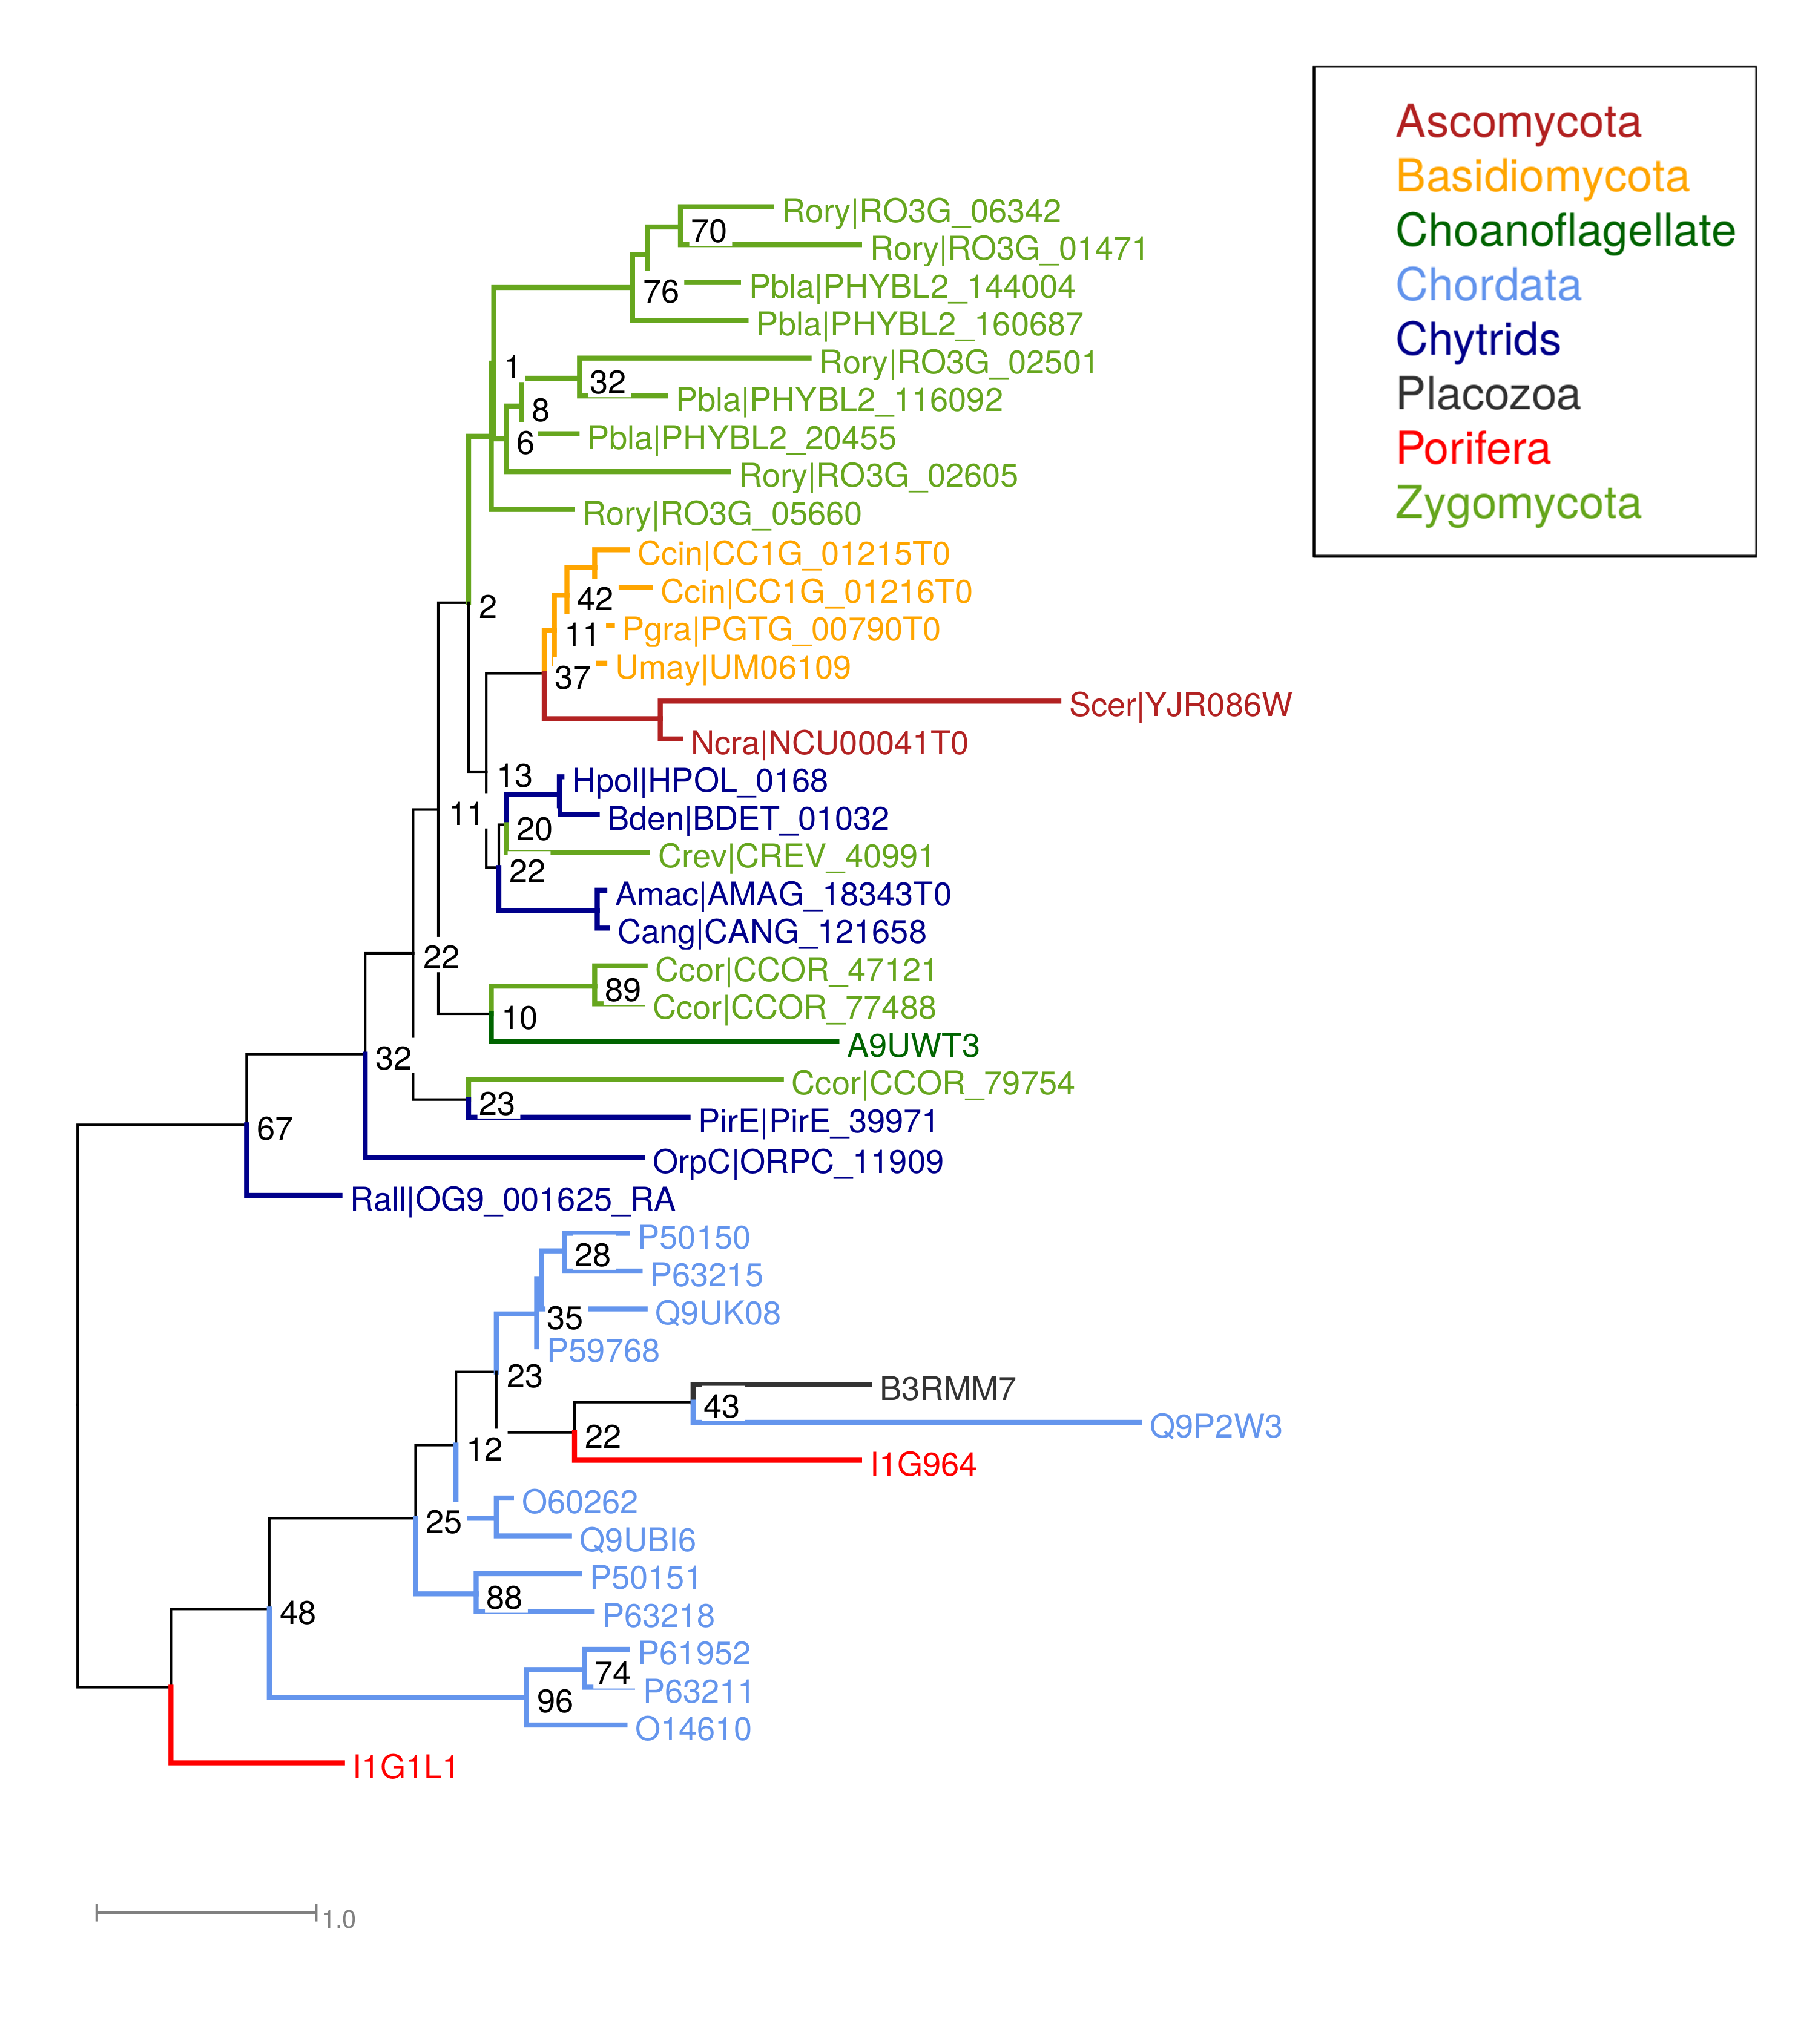 Ascomycota
Basidiomycota
Choanoflagellate
Chordata
Chytrids
Placozoa
Porifera
Zygomycota
Rory|RO3G_06342
70
Rory|RO3G_01471
76
Pbla|PHYBL2_144004
Pbla|PHYBL2_160687
1
Rory|RO3G_02501
32
Pbla|PHYBL2_116092
8
6
Pbla|PHYBL2_20455
Rory|RO3G_02605
Rory|RO3G_05660
Ccin|CC1G_01215T0
42
Ccin|CC1G_01216T0
2
11
Pgra|PGTG_00790T0
37
Umay|UM06109
Scer|YJR086W
Ncra|NCU00041T0
13
Hpol|HPOL_0168
11
Bden|BDET_01032
20
Crev|CREV_40991
22
Amac|AMAG_18343T0
Cang|CANG_121658
22
Ccor|CCOR_47121
89
Ccor|CCOR_77488
10
A9UWT3
32
Ccor|CCOR_79754
23
PirE|PirE_39971
67
OrpC|ORPC_11909
Rall|OG9_001625_RA
P50150
28
P63215
35
Q9UK08
P59768
23
B3RMM7
43
Q9P2W3
12
22
I1G964
O60262
25
Q9UBI6
P50151
88
P63218
48
P61952
74
P63211
96
O14610
I1G1L1
1.0